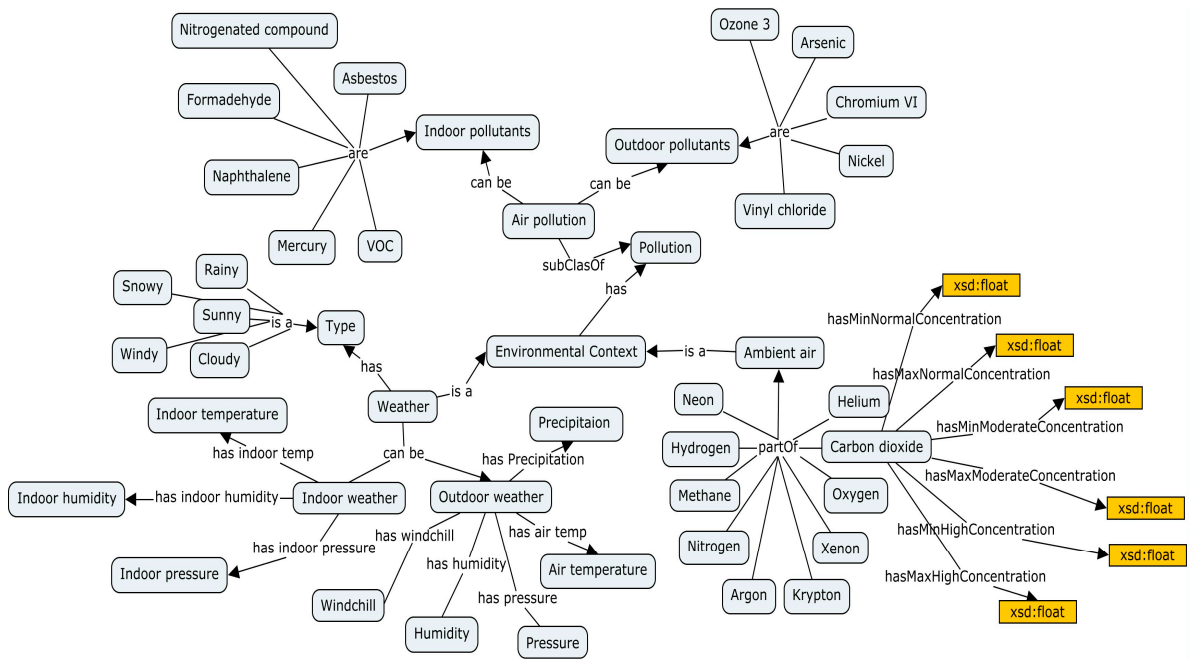 Nitrogenated compound
Ozone 3
Arsenic
Asbestos
Formadehyde
Chromium VI
Indoor pollutants
Outdoor pollutants
are
are
Naphthalene
Nickel
can be
can be
Air pollution
Vinyl chloride
Mercury
VOC
Pollution
subClasOf
Rainy
Snowy
has
xsd:float
Sunny
is a
Type
hasMinNormalConcentration
Windy
Cloudy
Environmental Context
is a
Ambient air
xsd:float
has
hasMaxNormalConcentration
is a
Weather
Neon
Helium
xsd:float
Indoor temperature
Precipitaion
hasMinModerateConcentration
has indoor temp
can be
has Precipitation
Hydrogen
partOf
Carbon dioxide
hasMaxModerateConcentration
Indoor humidity
has indoor humidity
Indoor weather
Outdoor weather
Methane
Oxygen
xsd:float
has windchill
has air temp
hasMinHighConcentration
has indoor pressure
Nitrogen
Xenon
xsd:float
Indoor pressure
has humidity
Air temperature
hasMaxHighConcentration
Windchill
has pressure
Argon
Krypton
xsd:float
Humidity
Pressure